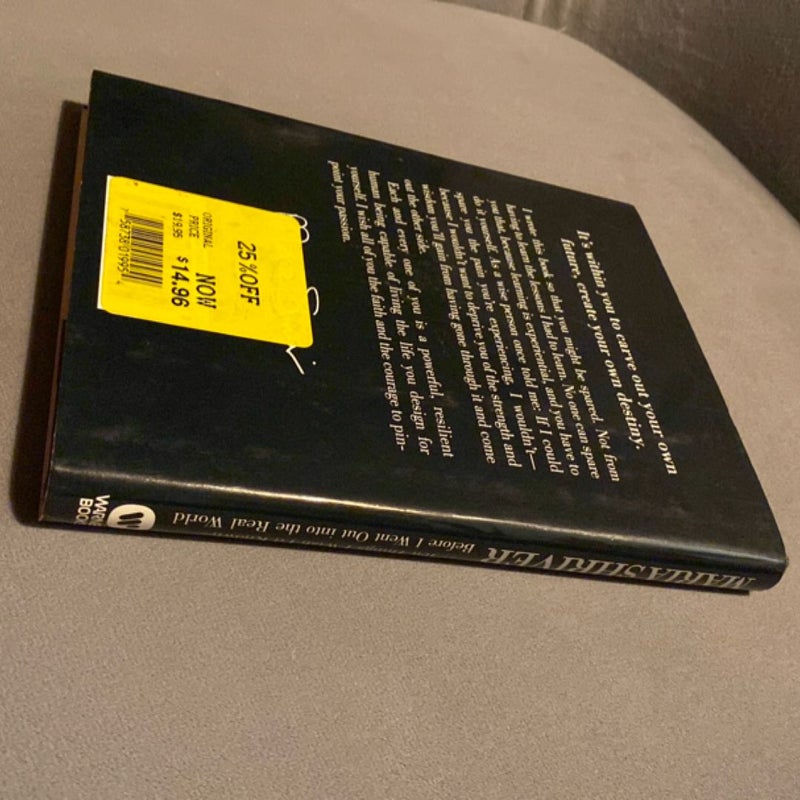 It's within you to carve out your own
future, create your own destiny.
I wrote this book so that you might be spared. Not from
having to learn the lessons I had to learn. No one can spare
you that, because learning is experiential, and you have to
do it yourself. As a wise person once told me: If I could
spare you the pain you're experiencing, I wouldn't—
because I wouldn't want to deprive you of the strength and
wisdom you'll gain from having gone through it and come
out the other side.
Each and every one of you is a powerful, resilient
human being capable of living the life you design for
yourself. I wish all of you the faith and the courage to pin-
point your passion.
25%OFF
ORIGINAL
PRICE NOW
$19.95 $14.96
MARIA SHRIVER
Before I Went Out into the Real World